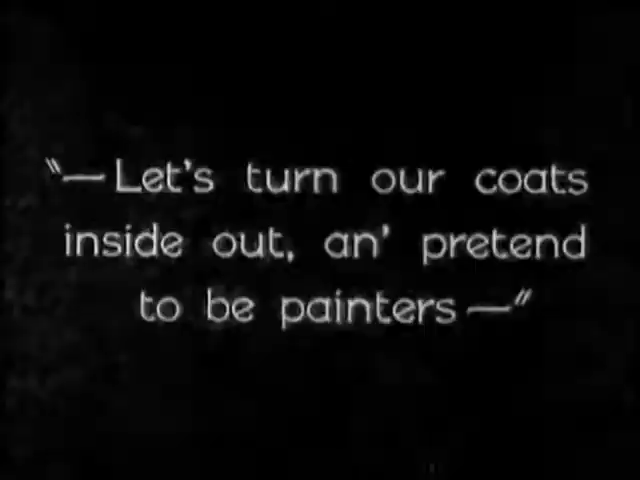 "—Let's turn our coats
inside out, an' pretend
to be painters—"